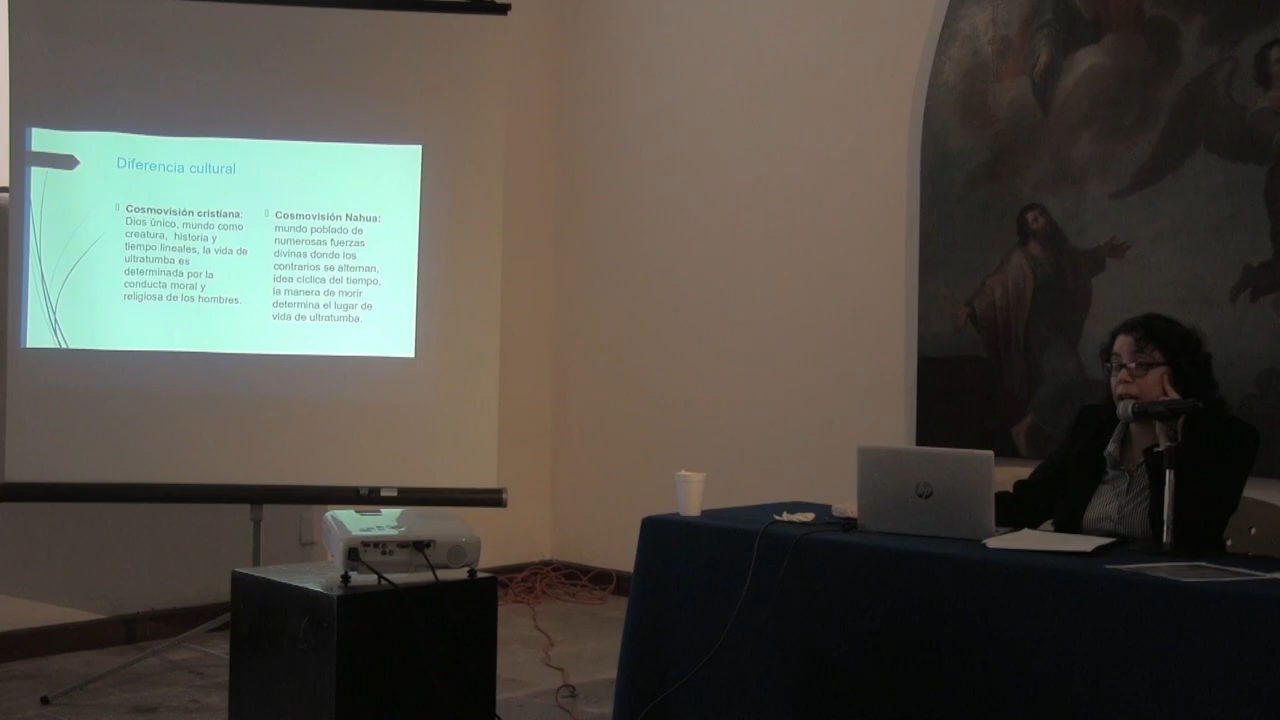 Diferencia cultural
Cosmovisión cristiana:
Dios único, mundo como
creatura, historia y
tiempo lineales, la vida de
ultratumba es
determinada por la
conducta moral y
religiosa de los hombres.
Cosmovisión Nahua:
mundo poblado de
numerosas fuerzas
divinas donde los
contrarios se alternan,
idea cíclica del tiempo,
la manera de morir
determina el lugar de
vida de ultratumba.
hp